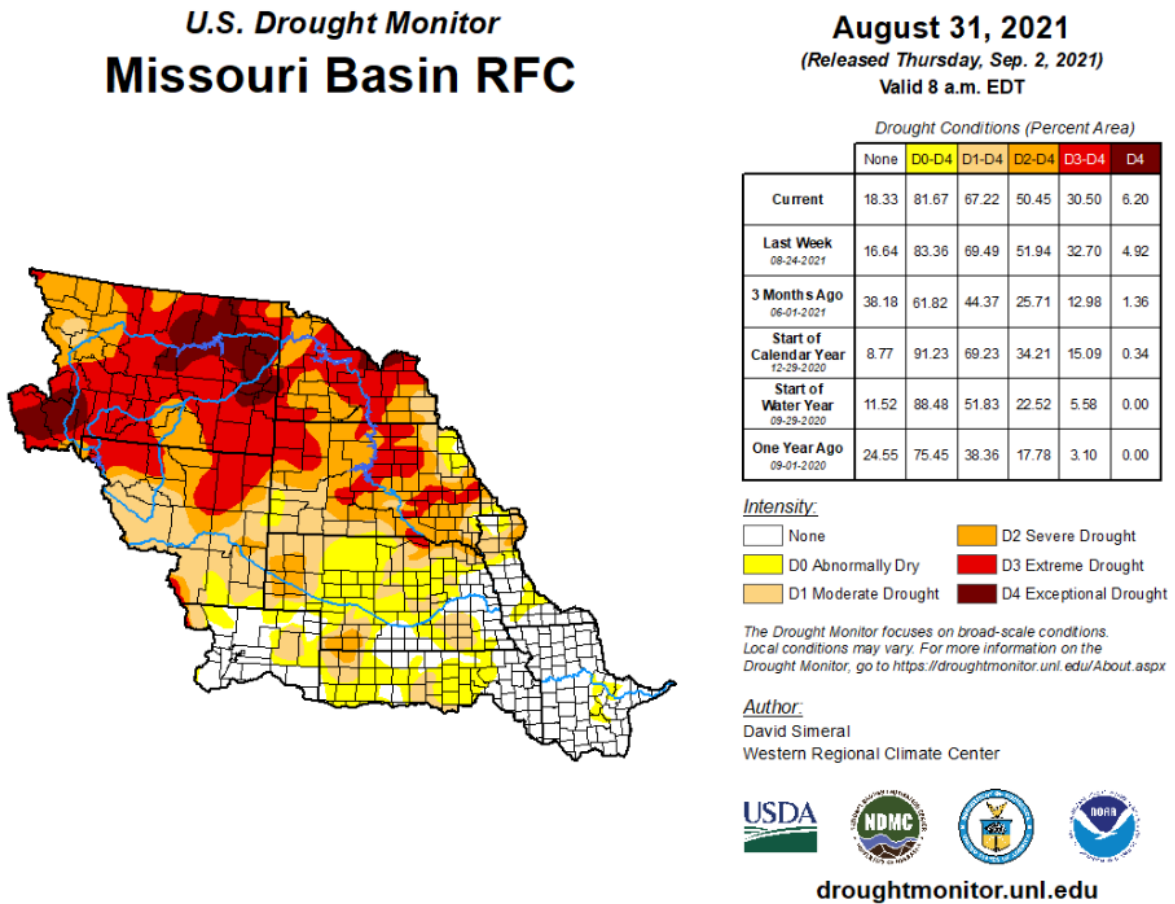 U.S. Drought Monitor
Missouri Basin RFC
August 31, 2021
(Released Thursday, Sep. 2, 2021)
Valid 8 a.m. EDT
Drought Conditions (Percent Area)
None D0-D4 D1-D4 D2-D4 D3-D4 D4
Current 18.33 81.67 67.22 50.45 30.50 6.20
Last Week
08-24-2021
16.64 83.36 69.49 51.94 32.70 4.92
3 Months Ago
06-01-2021
38.18 61.82 44.37 25.71 12.98 1.36
Start of
Calendar Year
12-29-2020
8.77 91.23 69.23 34.21 15.09 0.34
Start of
Water Year
09-29-2020
11.52 88.48 51.83 22.52 5.58 0.00
One Year Ago
09-01-2020
24.55 75.45 38.36 17.78 3.10 0.00
Intensity:
None
D0 Abnormally Dry
D1 Moderate Drought
D2 Severe Drought
D3 Extreme Drought
D4 Exceptional Drought
The Drought Monitor focuses on broad-scale conditions.
Local conditions may vary. For more information on the
Drought Monitor, go to https://droughtmonitor.unl.edu/About.aspx
Author:
David Simeral
Western Regional Climate Center
USDA
NDMC
NOAA
droughtmonitor.unl.edu